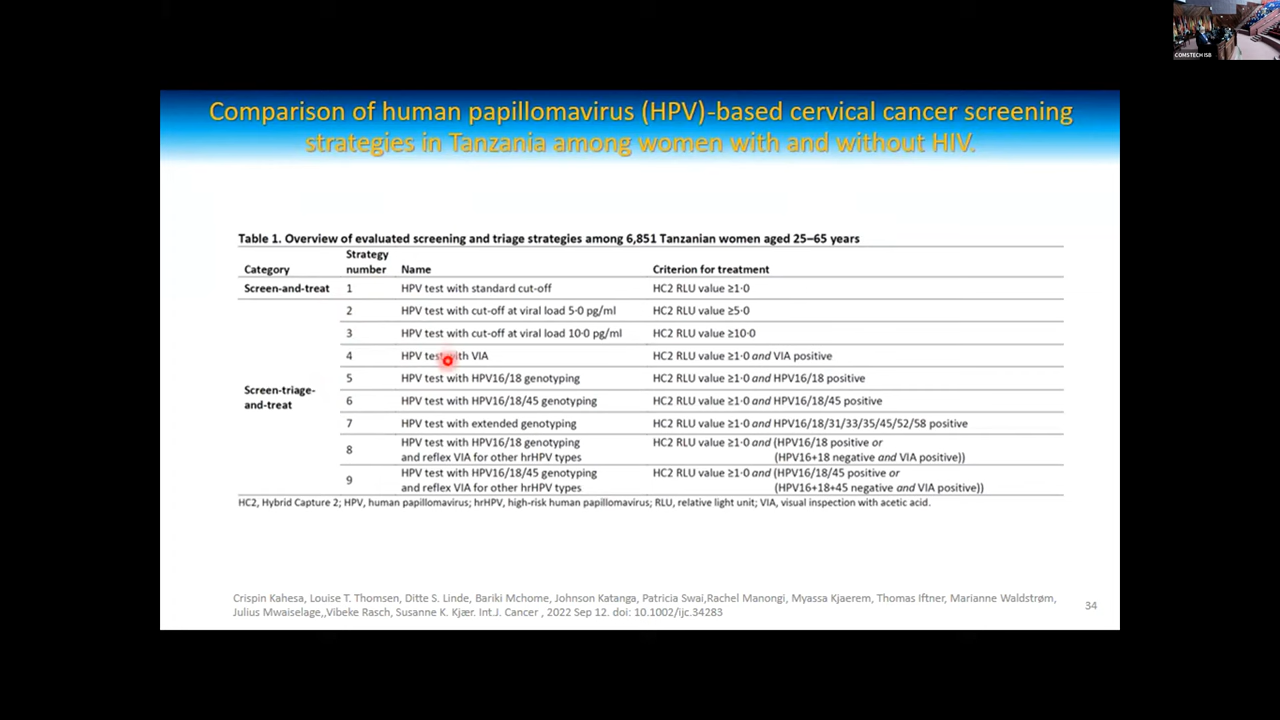 COMSTECH ISB
Comparison of human papillomavirus (HPV)-based cervical cancer screening
strategies in Tanzania among women with and without HIV.
Table 1. Overview of evaluated screening and triage strategies among 6,851 Tanzanian women aged 25–65 years
Category Strategy number Name Criterion for treatment
Screen-and-treat 1 HPV test with standard cut-off HC2 RLU value ≥1·0
Screen-triage-and-treat
2 HPV test with cut-off at viral load 5·0 pg/ml HC2 RLU value ≥5·0
3 HPV test with cut-off at viral load 10·0 pg/ml HC2 RLU value ≥10·0
4 HPV test with VIA HC2 RLU value ≥1·0 and VIA positive
5 HPV test with HPV16/18 genotyping HC2 RLU value ≥1·0 and HPV16/18 positive
6 HPV test with HPV16/18/45 genotyping HC2 RLU value ≥1·0 and HPV16/18/45 positive
7 HPV test with extended genotyping HC2 RLU value ≥1·0 and HPV16/18/31/33/35/45/52/58 positive
8 HPV test with HPV16/18 genotyping HC2 RLU value ≥1·0 and (HPV16/18 positive or
and reflex VIA for other hrHPV types (HPV16+18 negative and VIA positive))
9 HPV test with HPV16/18/45 genotyping HC2 RLU value ≥1·0 and (HPV16/18/45 positive or
and reflex VIA for other hrHPV types (HPV16+18+45 negative and VIA positive))
HC2, Hybrid Capture 2; HPV, human papillomavirus; hrHPV, high-risk human papillomavirus; RLU, relative light unit; VIA, visual inspection with acetic acid.
Crispin Kahesa, Louise T. Thomsen, Ditte S. Linde, Bariki Mchome, Johnson Katanga, Patricia Swai,Rachel Manongi, Myassa Kjaerem, Thomas Iftner, Marianne Waldstrøm,
Julius Mwaiselage,,Vibeke Rasch, Susanne K. Kjær. Int.J. Cancer , 2022 Sep 12. doi: 10.1002/ijc.34283
34